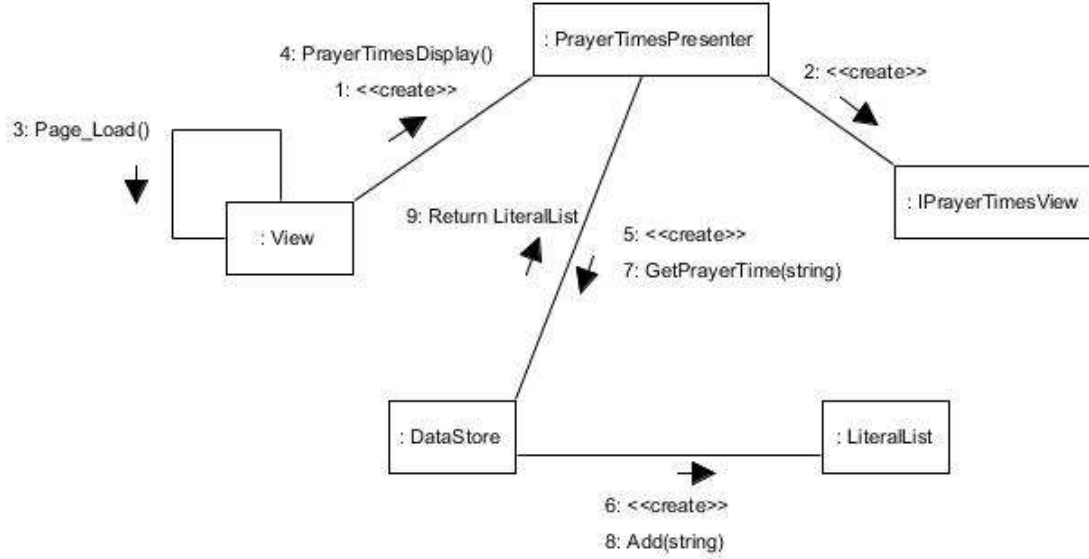 : PrayerTimesPresenter
4: PrayerTimesDisplay()
1: <<create>>
2: <<create>>
3: Page_Load()
: IPrayerTimesView
: View
9: Return LiteralList
5: <<create>>
7: GetPrayerTime(string)
: DataStore
: LiteralList
6: <<create>>
8: Add(string)